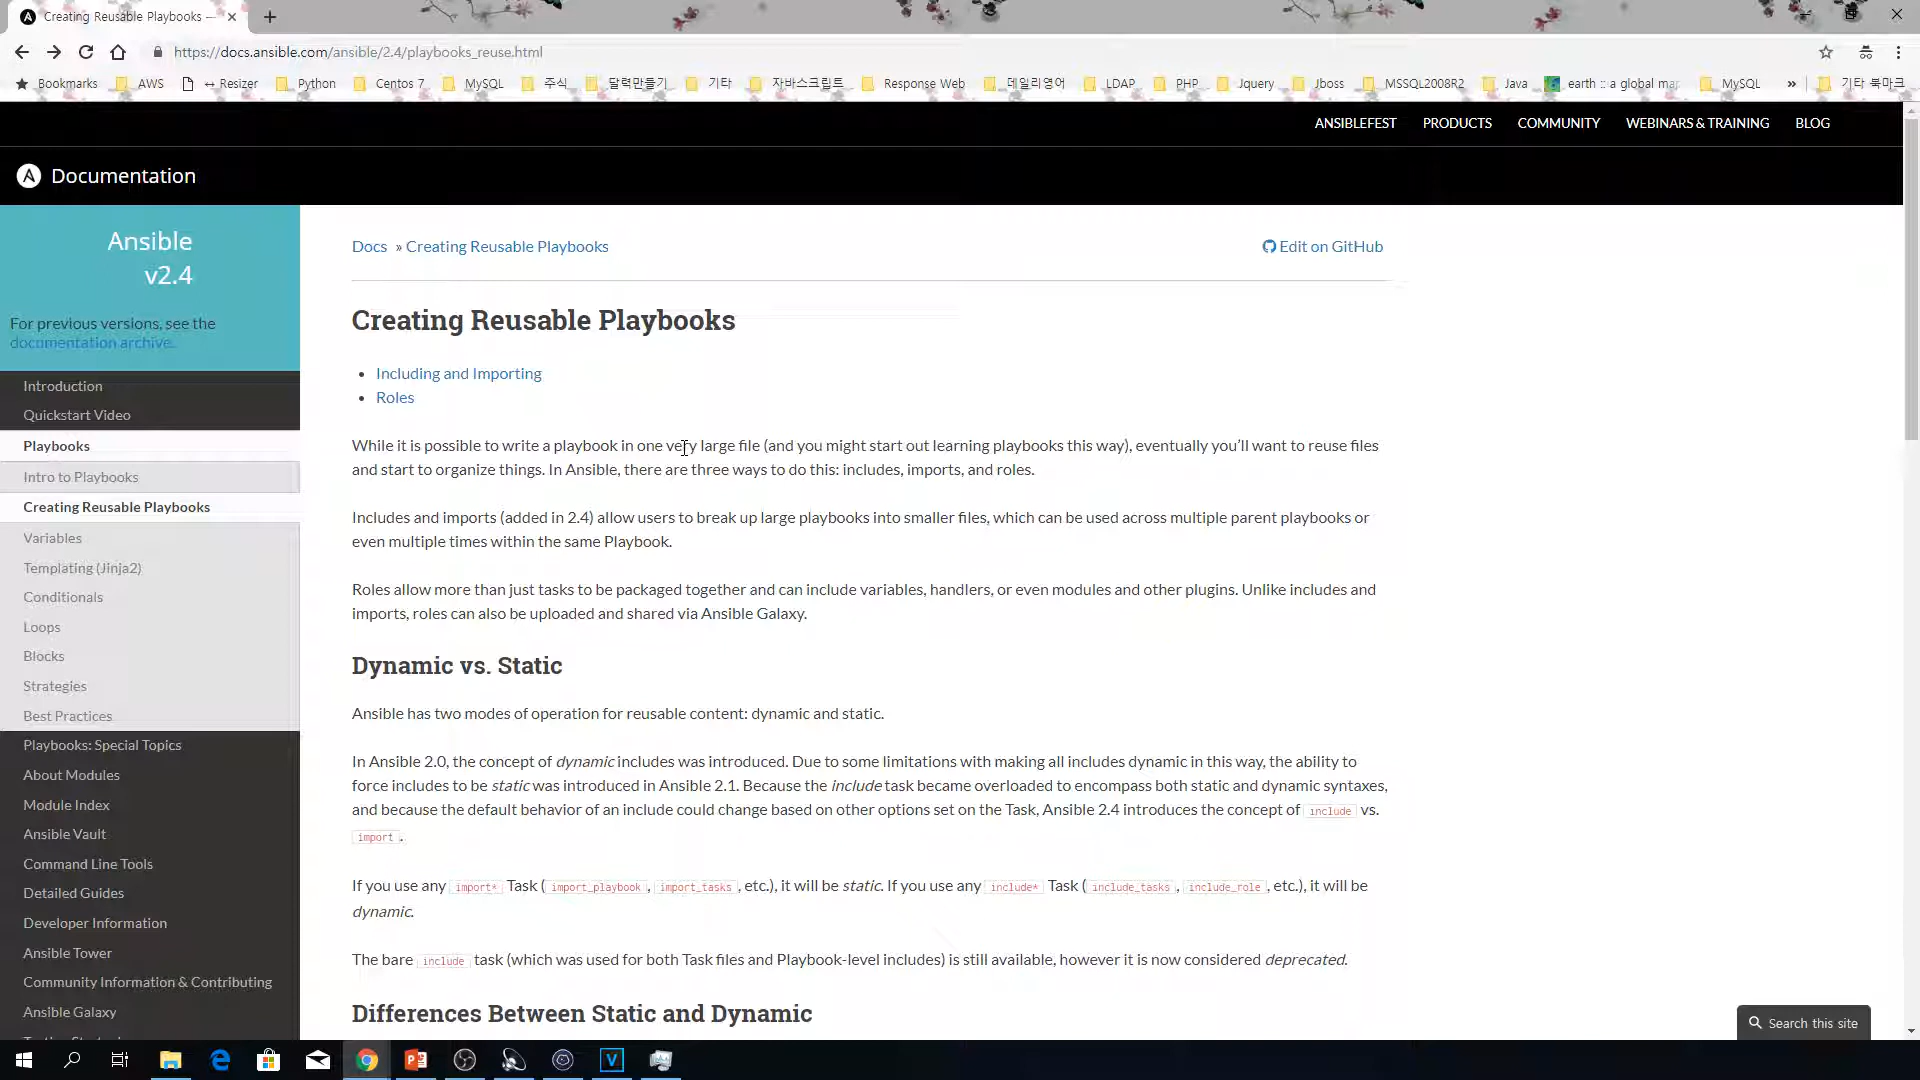 Creating Reusable Playbooks —
https://docs.ansible.com/ansible/2.4/playbooks_reuse.html
Bookmarks AWS ↔ Resizer Python Centos 7 MySQL 주식 달력만들기 기타 자바스크립트 Response Web 데일리영어 LDAP PHP Jquery Jboss MSSQL2008R2 Java earth :: a global ma MySQL » 기타 북마크
ANSIBLEFEST PRODUCTS COMMUNITY WEBINARS & TRAINING BLOG
Documentation
Ansible
v2.4
For previous versions, see the
documentation archive.
Introduction
Quickstart Video
Playbooks
Intro to Playbooks
Creating Reusable Playbooks
Variables
Templating (Jinja2)
Conditionals
Loops
Blocks
Strategies
Best Practices
Playbooks: Special Topics
About Modules
Module Index
Ansible Vault
Command Line Tools
Detailed Guides
Developer Information
Ansible Tower
Community Information & Contributing
Ansible Galaxy
Docs » Creating Reusable Playbooks
Edit on GitHub
Creating Reusable Playbooks
• Including and Importing
• Roles
While it is possible to write a playbook in one very large file (and you might start out learning playbooks this way), eventually you’ll want to reuse files
and start to organize things. In Ansible, there are three ways to do this: includes, imports, and roles.
Includes and imports (added in 2.4) allow users to break up large playbooks into smaller files, which can be used across multiple parent playbooks or
even multiple times within the same Playbook.
Roles allow more than just tasks to be packaged together and can include variables, handlers, or even modules and other plugins. Unlike includes and
imports, roles can also be uploaded and shared via Ansible Galaxy.
Dynamic vs. Static
Ansible has two modes of operation for reusable content: dynamic and static.
In Ansible 2.0, the concept of dynamic includes was introduced. Due to some limitations with making all includes dynamic in this way, the ability to
force includes to be static was introduced in Ansible 2.1. Because the include task became overloaded to encompass both static and dynamic syntaxes,
and because the default behavior of an include could change based on other options set on the Task, Ansible 2.4 introduces the concept of include vs.
import .
If you use any import* Task ( import_playbook , import_tasks , etc.), it will be static. If you use any include* Task ( include_tasks , include_role , etc.), it will be
dynamic.
The bare include task (which was used for both Task files and Playbook-level includes) is still available, however it is now considered deprecated.
Differences Between Static and Dynamic
Search this site